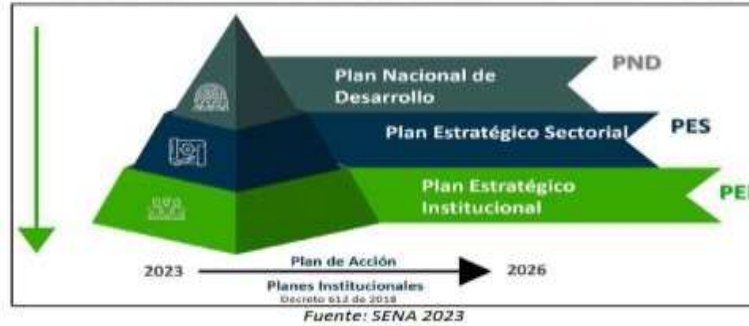 Plan Nacional de
Desarrollo
PND
Plan Estratégico Sectorial
PES
Plan Estratégico
Institucional
PEI
2023
Plan de Acción
2026
Planes Institucionales
Decreto 612 de 2018
Fuente: SENA 2023